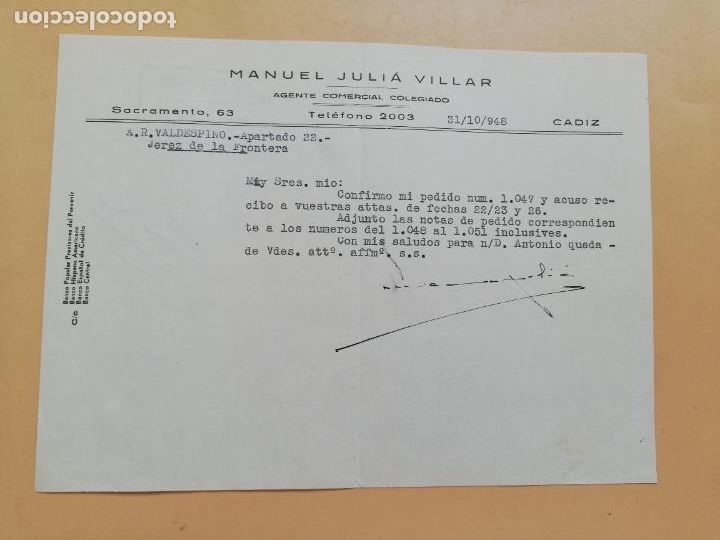 todocoleccion
MANUEL JULIÁ VILLAR
AGENTE COMERCIAL COLEGIADO
Sacramento, 63
Teléfono 2003
31/10/948
CADIZ
A.R.VALDESPINO.-Apartado 22.-
Jerez de la Frontera
Muy Sres. mio:
Confirmo mi pedido num. 1.047 y acuso re-
cibo a vuestras attas. de fechas 22/23 y 26.
Adjunto las notas de pedido correspondien
te a los numeros del 1.048 al 1.051 inclusives.
Con mis saludos para n/D. Antonio queda -
de Vdes. attº. affmº. s.s.
C/c
Banco Popular Previsores del Porvenir
Banco Hispano Americano
Banco Español de Crédito
Banco Central
todocoleccion.net